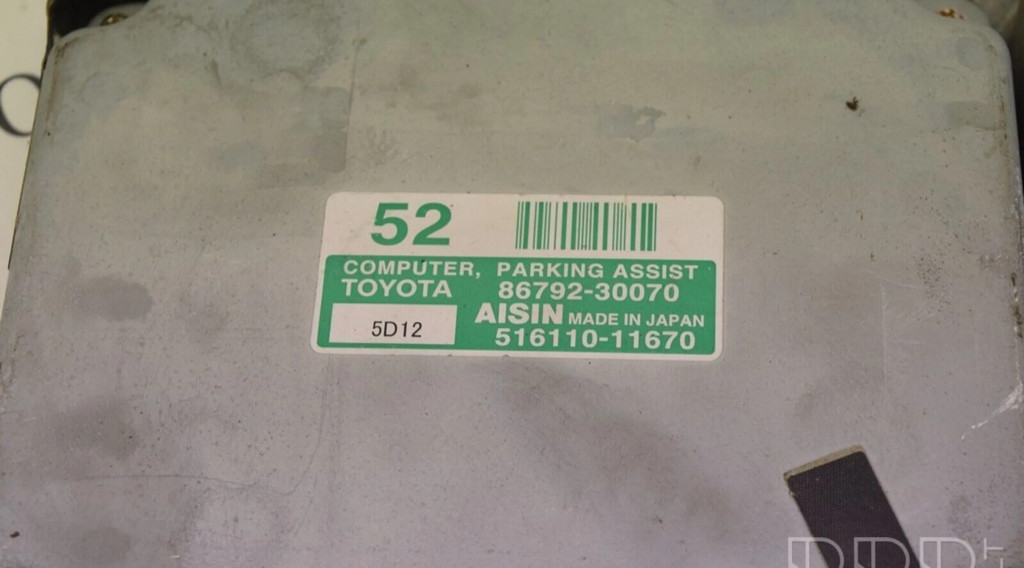 52
COMPUTER, PARKING ASSIST
TOYOTA 86792-30070
AISIN MADE IN JAPAN
5D12
516110-11670